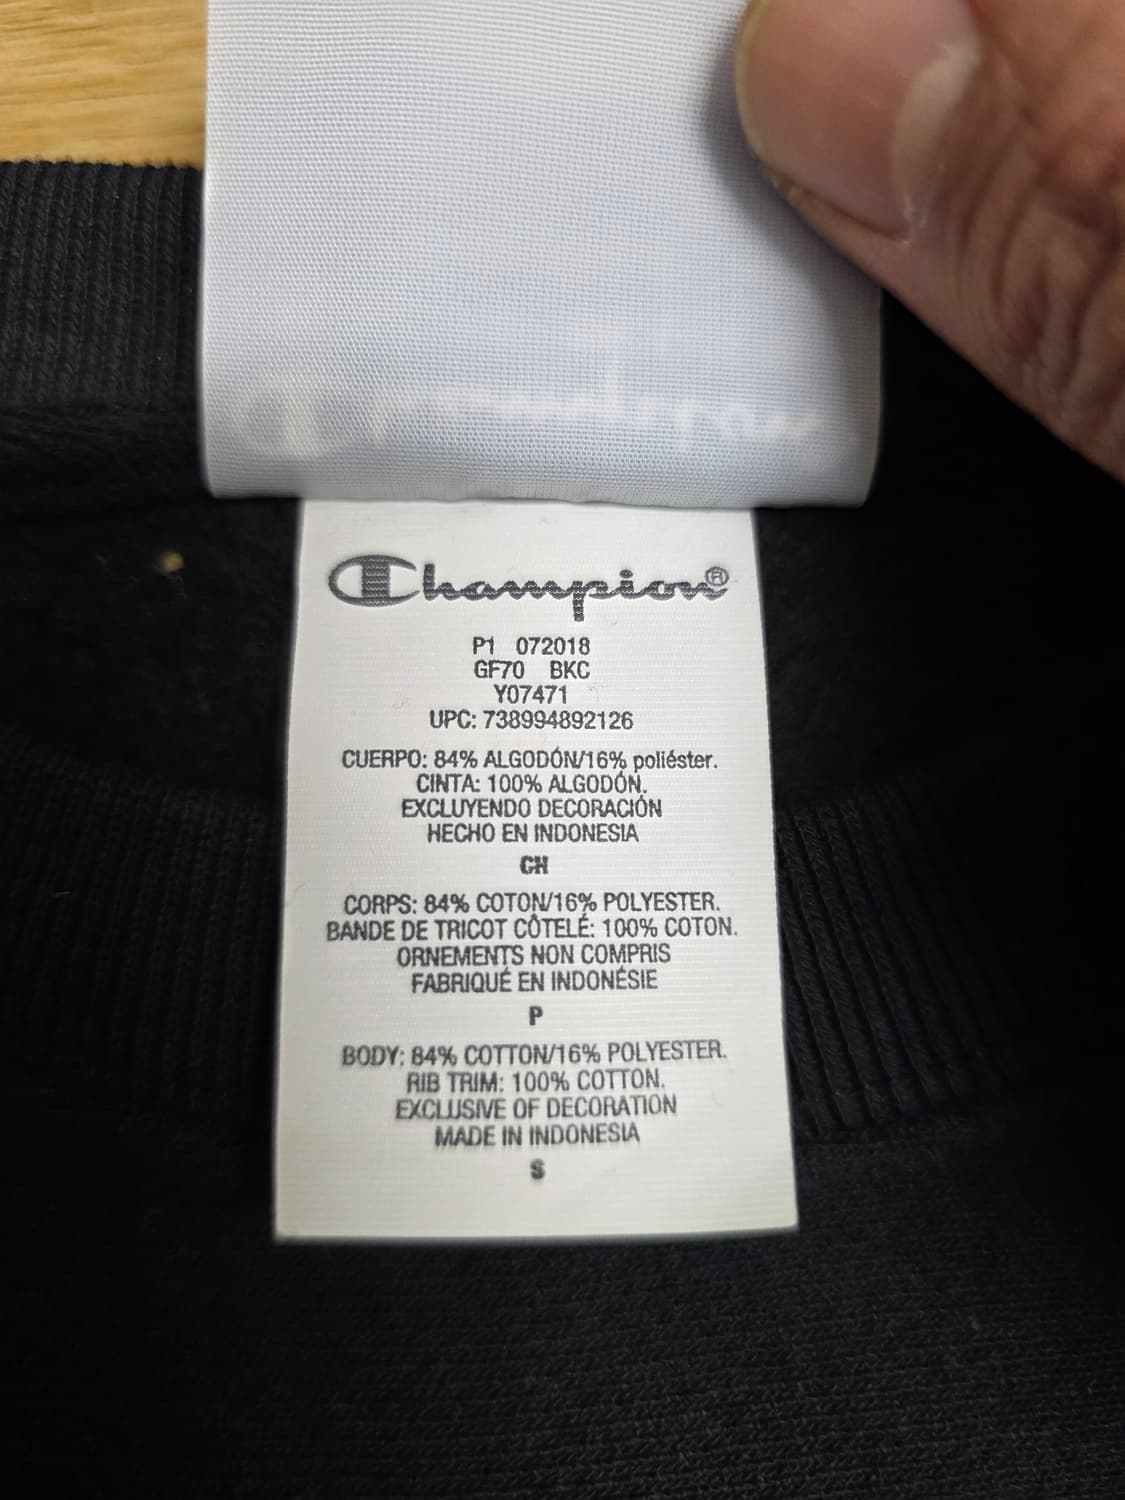 Champion®
P1 072018
GF70 BKC
Y07471
UPC: 738994892126
CUERPO: 84% ALGODÓN/16% poliéster.
CINTA: 100% ALGODÓN.
EXCLUYENDO DECORACIÓN
HECHO EN INDONESIA
CH
CORPS: 84% COTON/16% POLYESTER.
BANDE DE TRICOT CÔTELÉ: 100% COTON.
ORNEMENTS NON COMPRIS
FABRIQUÉ EN INDONÉSIE
P
BODY: 84% COTTON/16% POLYESTER.
RIB TRIM: 100% COTTON.
EXCLUSIVE OF DECORATION
MADE IN INDONESIA
S